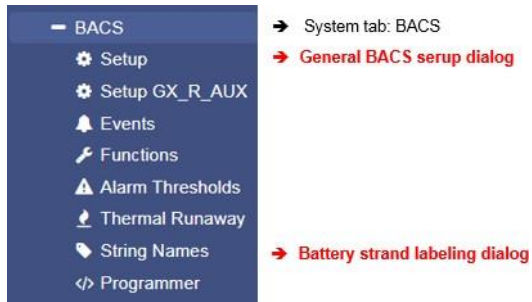 BACS ➔ System tab: BACS
Setup ➔ General BACS serup dialog
Setup GX_R_AUX
Events
Functions
Alarm Thresholds
Thermal Runaway
String Names ➔ Battery strand labeling dialog
</> Programmer